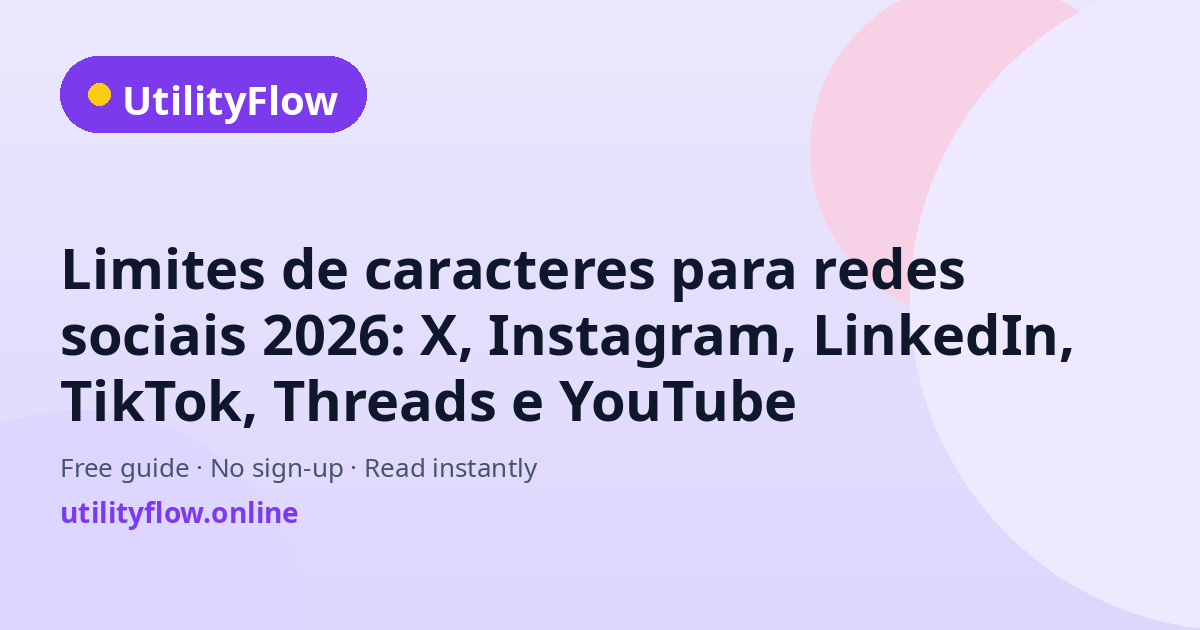 UtilityFlow
Limites de caracteres para redes
sociais 2026: X, Instagram, LinkedIn,
TikTok, Threads e YouTube
Free guide · No sign-up · Read instantly
utilityflow.online